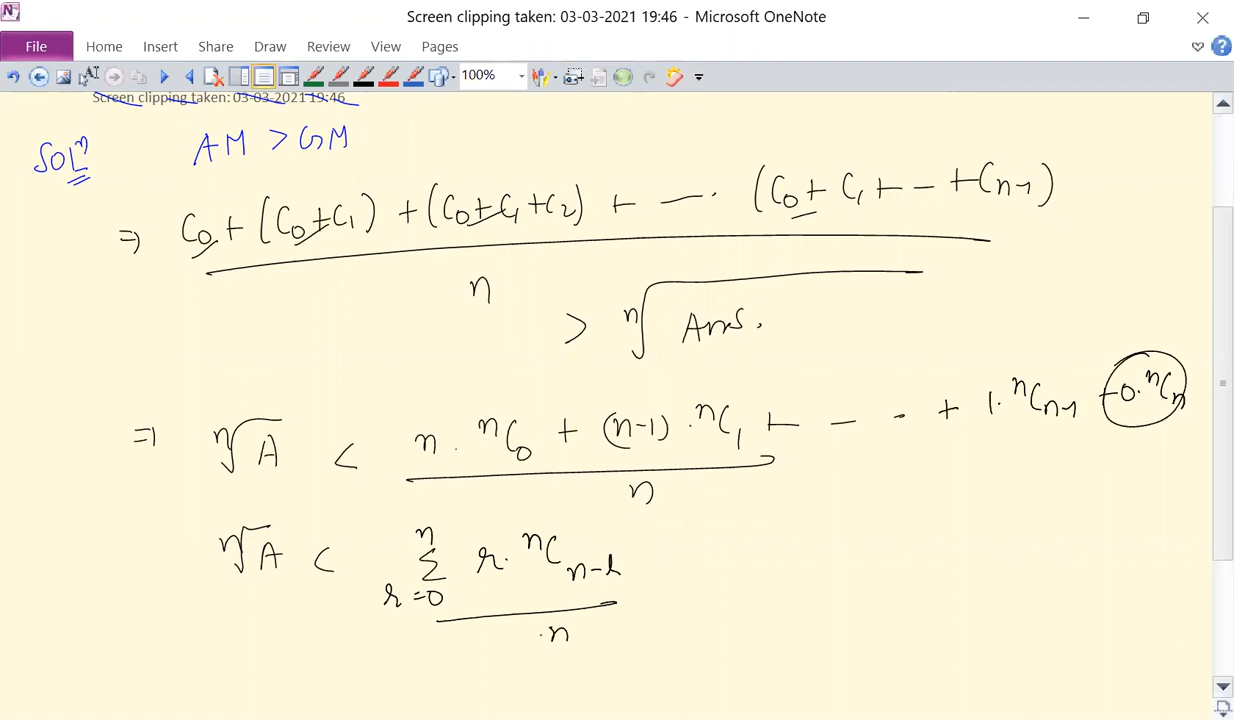 Screen clipping taken: 03-03-2021 19:46 - Microsoft OneNote
File Home Insert Share Draw Review View Pages
100%
Screen clipping taken: 03-03-2021 19:46
SOLⁿ AM > GM
⇒ C₀ + (C₀+C₁) + (C₀+C₁+C₂) + —·· (C₀+ C₁ + - +Cₙ₋₁)
n
> ⁿ√ Ans.
⇒ ⁿ√A < n. ⁿC₀ + (n-1) .ⁿC₁ + - - · + 1. ⁿCₙ₋₁ +0. ⁿCₙ
n
ⁿ√A < n Σ r=0 r. ⁿC n-r
n